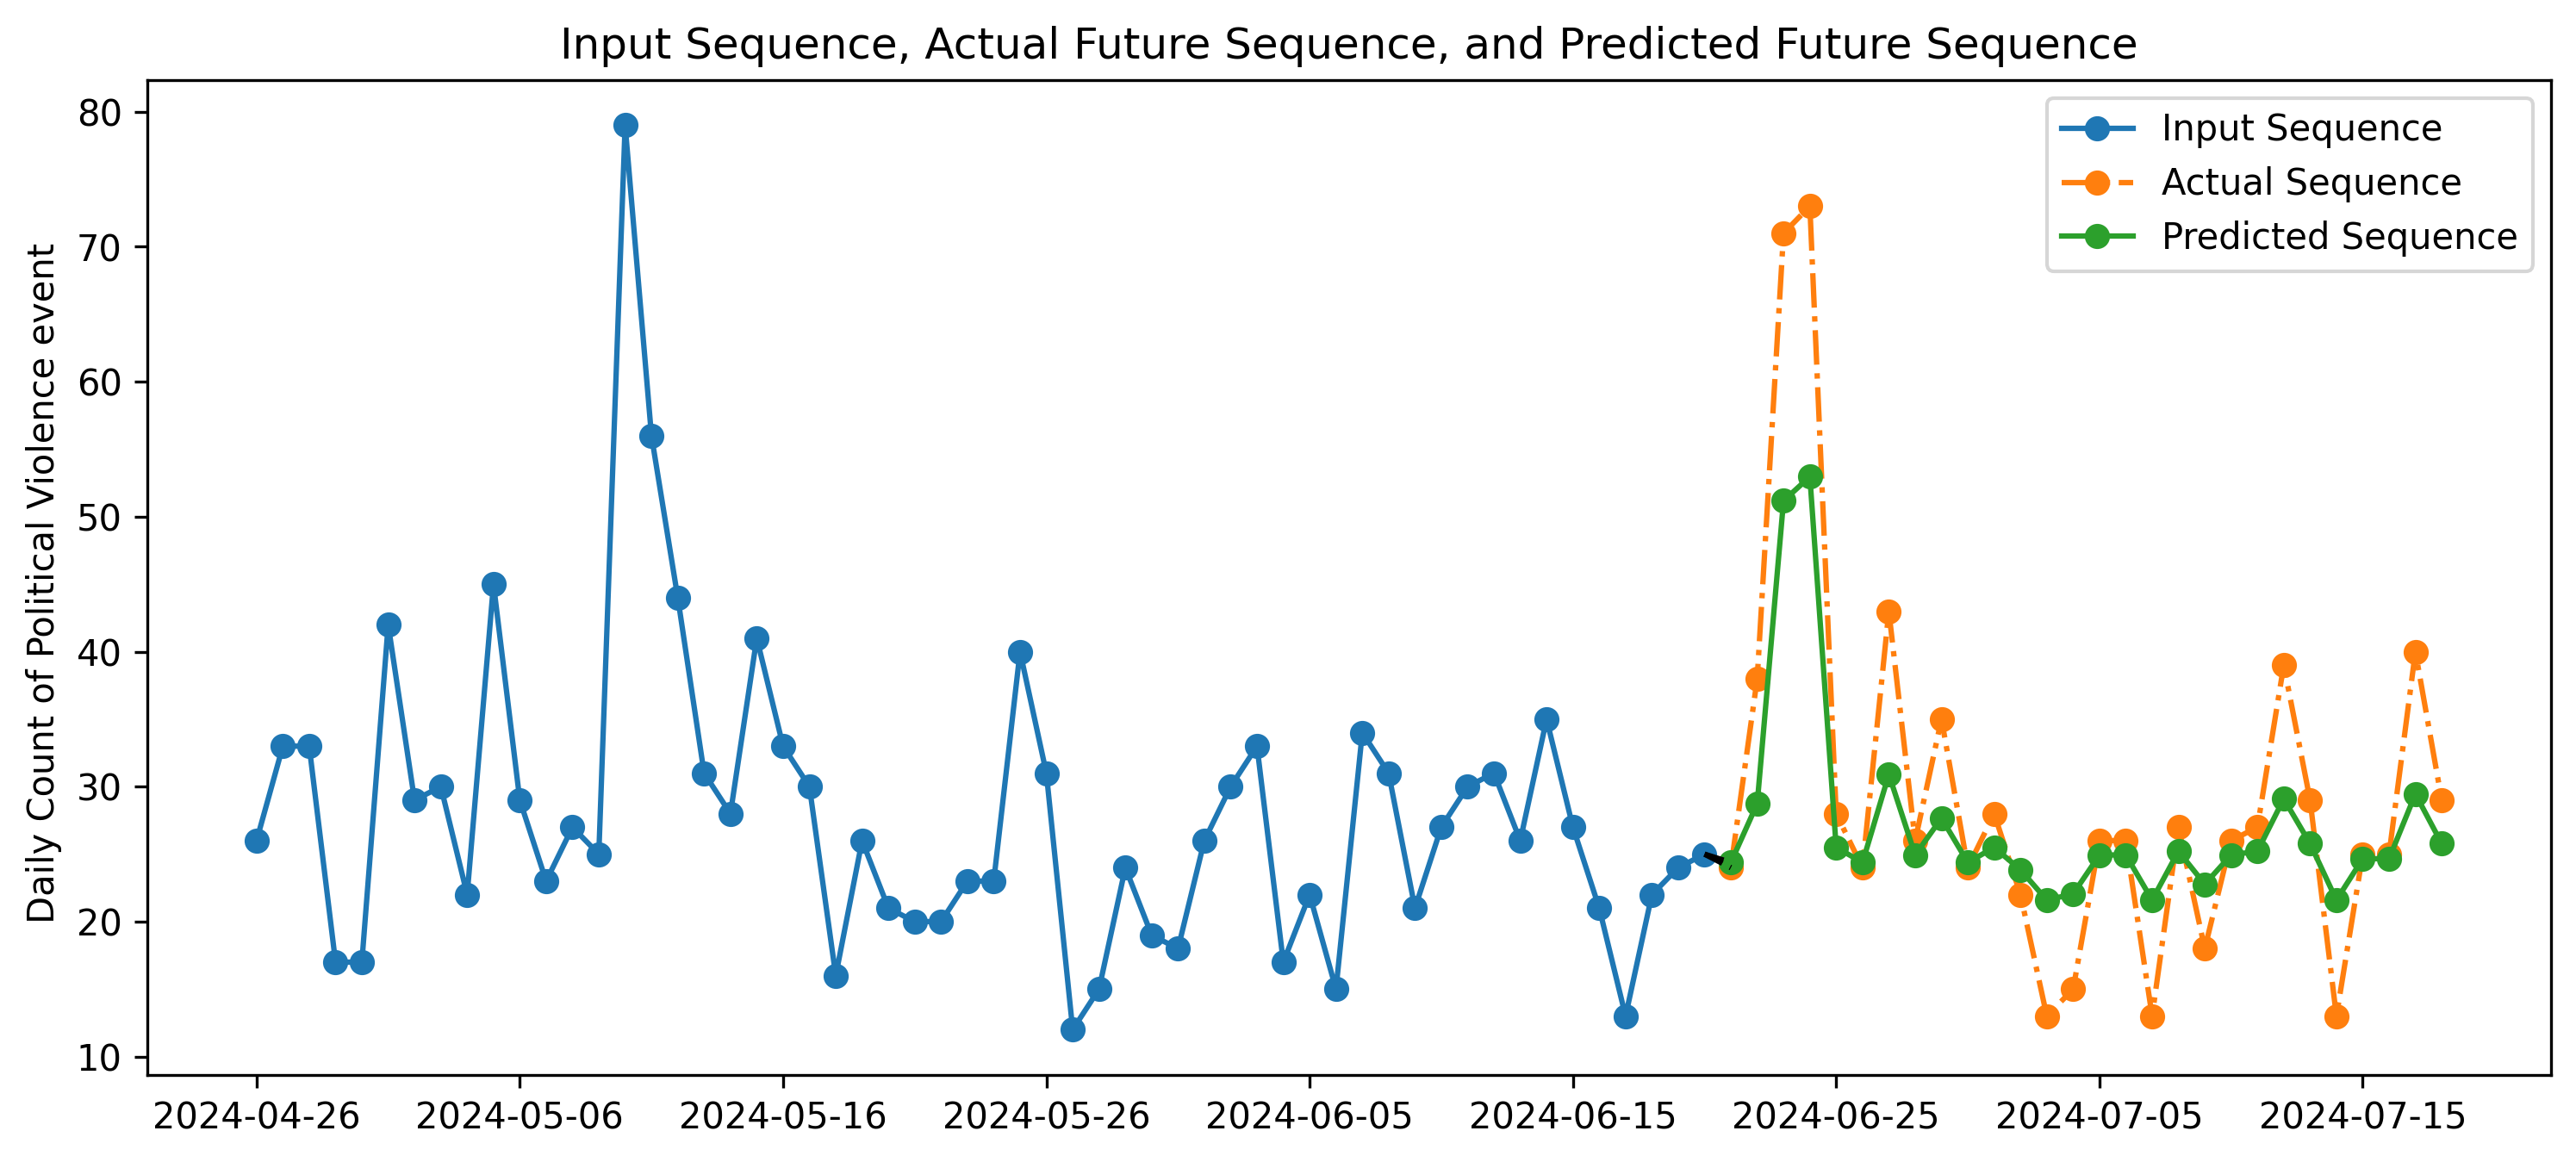 Input Sequence, Actual Future Sequence, and Predicted Future Sequence
Daily Count of Political Violence event
80
70
60
50
40
30
20
10
Input Sequence
Actual Sequence
Predicted Sequence
2024-04-26 2024-05-06 2024-05-16 2024-05-26 2024-06-05 2024-06-15 2024-06-25 2024-07-05 2024-07-15